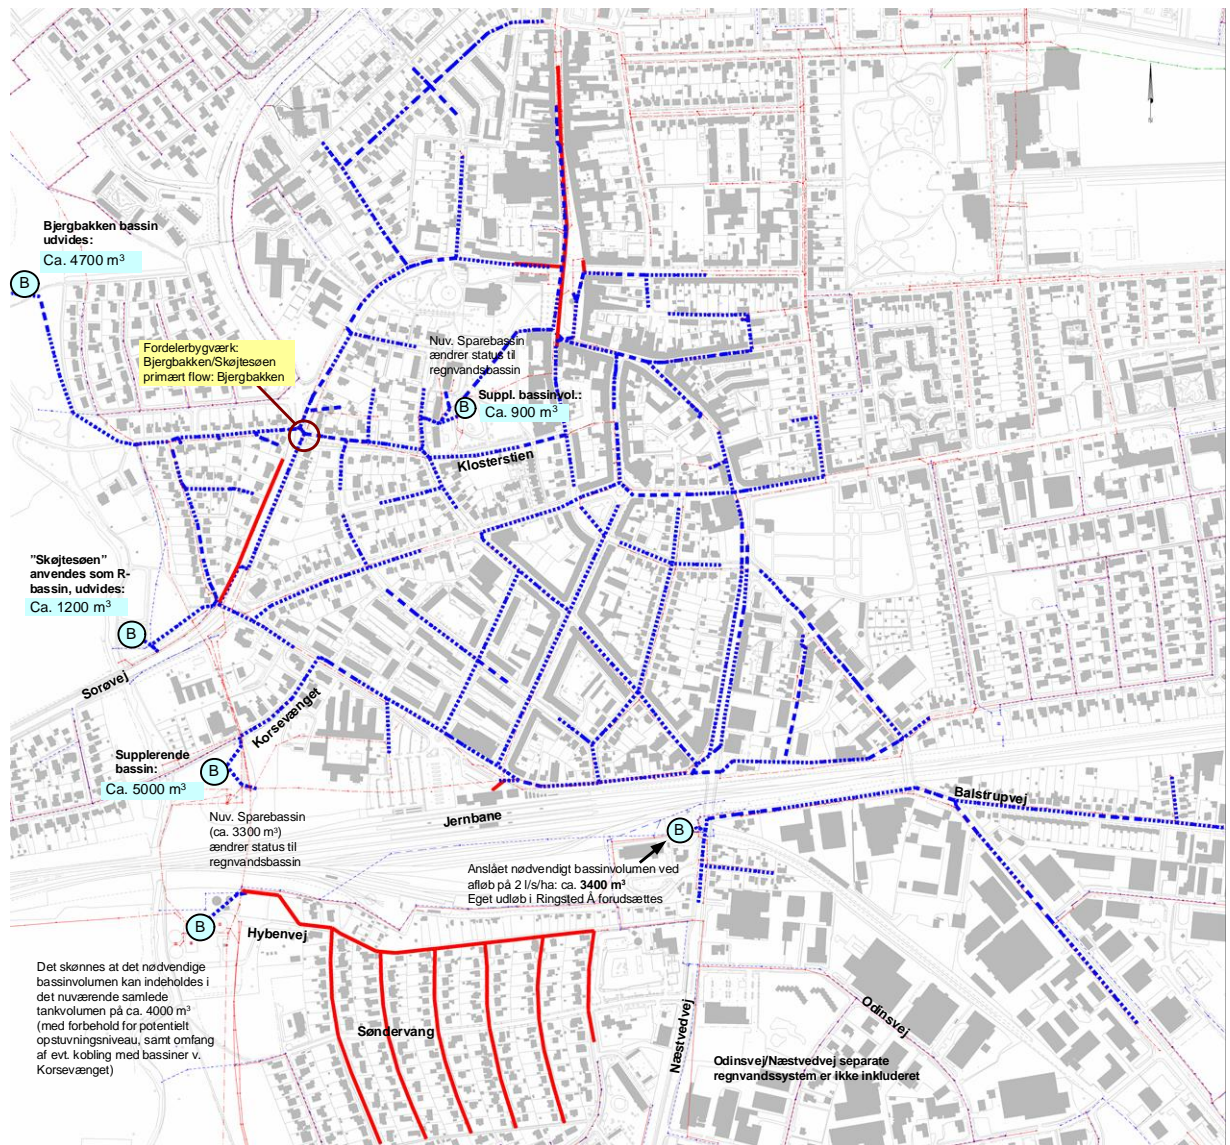 Bjergbakken bassin
udvides:
Ca. 4700 m³
B
Fordelerbygværk:
Bjergbakken/Skøjtesøen
primært flow: Bjergbakken
Nuv. Sparebassin
ændrer status til
regnvandsbassin
B
Suppl. bassinvol.:
Ca. 900 m³
Klosterstien
"Skøjtesøen"
anvendes som R-
bassin, udvides:
Ca. 1200 m³
B
Sorøvej
Korsevænget
Supplerende
bassin:
Ca. 5000 m³
B
Nuv. Sparebassin
(ca. 3300 m³)
ændrer status til
regnvandsbassin
Jernbane
Balstrupvej
B
Anslået nødvendigt bassinvolumen ved
afløb på 2 l/s/ha: ca. 3400 m³
Eget udløb i Ringsted Å forudsættes
B
Hybenvej
Det skønnes at det nødvendige
bassinvolumen kan indeholdes i
det nuværende samlede
tankvolumen på ca. 4000 m³
(med forbehold for potentielt
opstuvningsniveau, samt omfang
af evt. kobling med bassiner v.
Korsevænget)
Søndervang
Næstvedvej
Odinsvej
Odinsvej/Næstvedvej separate
regnvandssystem er ikke inkluderet